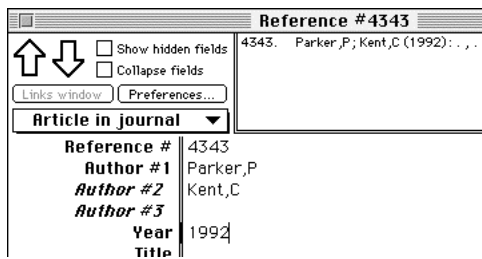 Reference #4343
Show hidden fields
Collapse fields
Links window
Preferences...
4343. Parker,P; Kent,C (1992): . , .
Article in journal
Reference # 4343
Author #1 Parker,P
Author #2 Kent,C
Author #3
Year 1992
Title